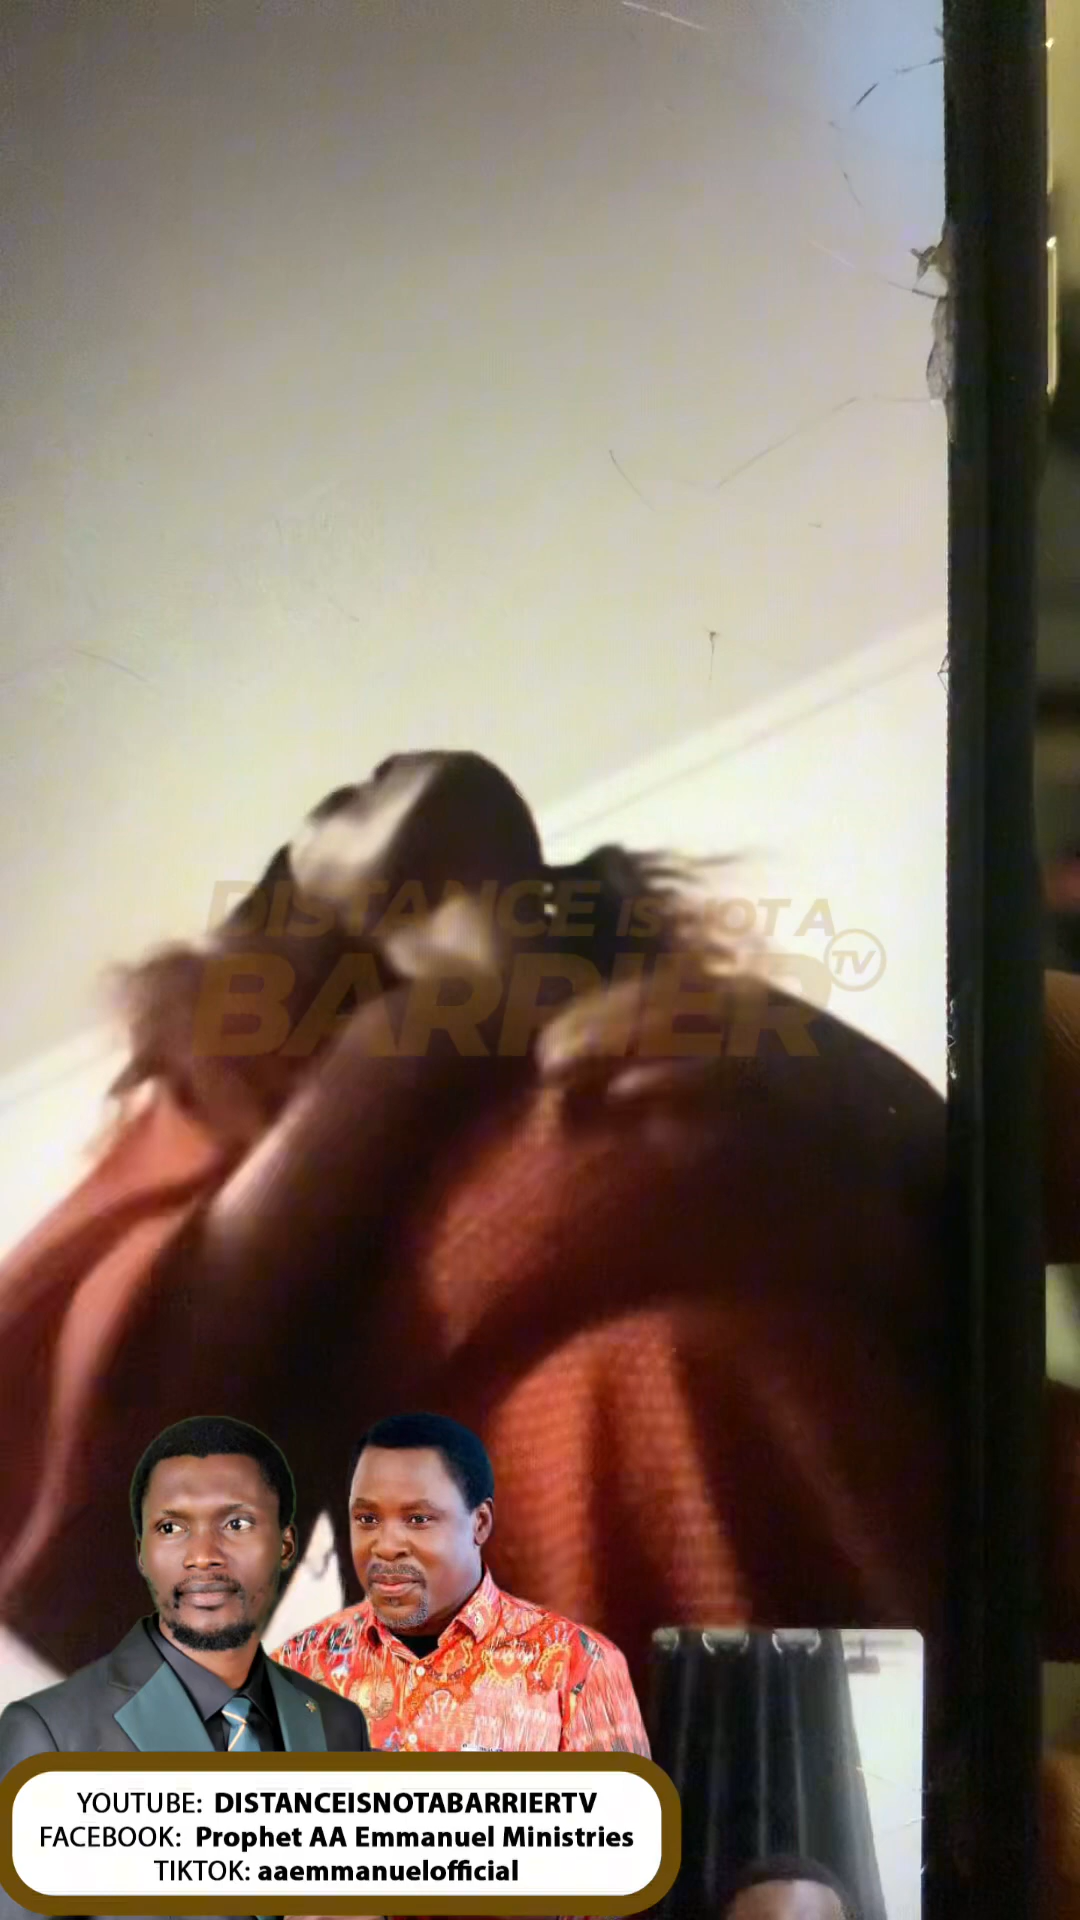 DISTANCE IS NOT A
BARRIER TV
YOUTUBE: DISTANCEISNOTABARRIERTV
FACEBOOK: Prophet AA Emmanuel Ministries
TIKTOK: aaemmanuelofficial